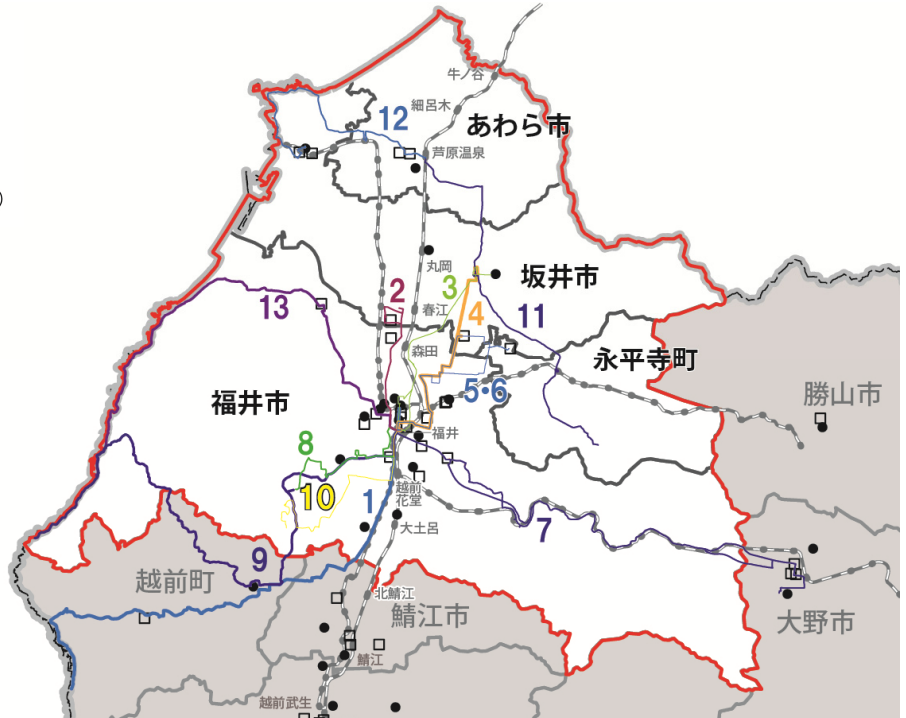 牛ノ谷
細呂木
12
あわら市
芦原温泉
)
丸岡
坂井市
13
2
3
春江
4
11
森田
永平寺町
5・6
勝山市
福井市
福井
8
10
越前
花堂
1
大土呂
7
9
越前町
北鯖江
鯖江市
大野市
鯖江
越前武生